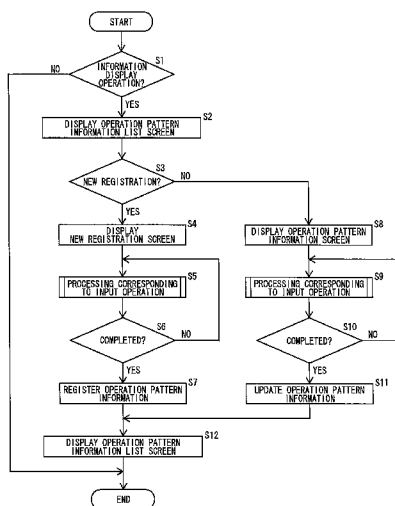 START
S1
INFORMATION
DISPLAY
OPERATION?
NO
YES
S2
DISPLAY OPERATION PATTERN
INFORMATION LIST SCREEN
S3
NEW REGISTRATION?
NO
YES
S4
DISPLAY
NEW REGISTRATION SCREEN
S8
DISPLAY OPERATION PATTERN
INFORMATION SCREEN
S5
PROCESSING CORRESPONDING
TO INPUT OPERATION
S9
PROCESSING CORRESPONDING
TO INPUT OPERATION
S6
COMPLETED?
NO
YES
S10
COMPLETED?
NO
YES
S7
REGISTER OPERATION PATTERN
INFORMATION
S11
UPDATE OPERATION PATTERN
INFORMATION
S12
DISPLAY OPERATION PATTERN
INFORMATION LIST SCREEN
END